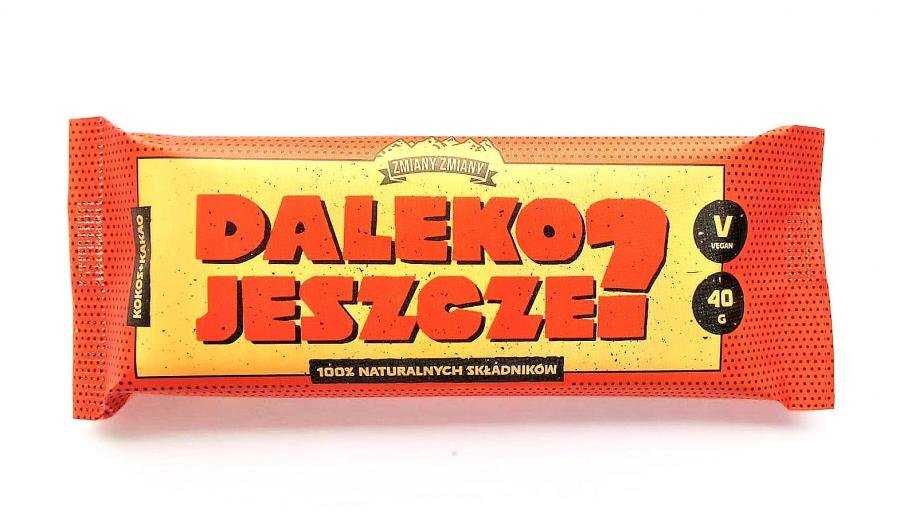 ZMIANY ZMIANY
DALEKO
JESZCZE?
KOKOS+KAKAO
V
VEGAN
40
G
100% NATURALNYCH SKŁADNIKÓW